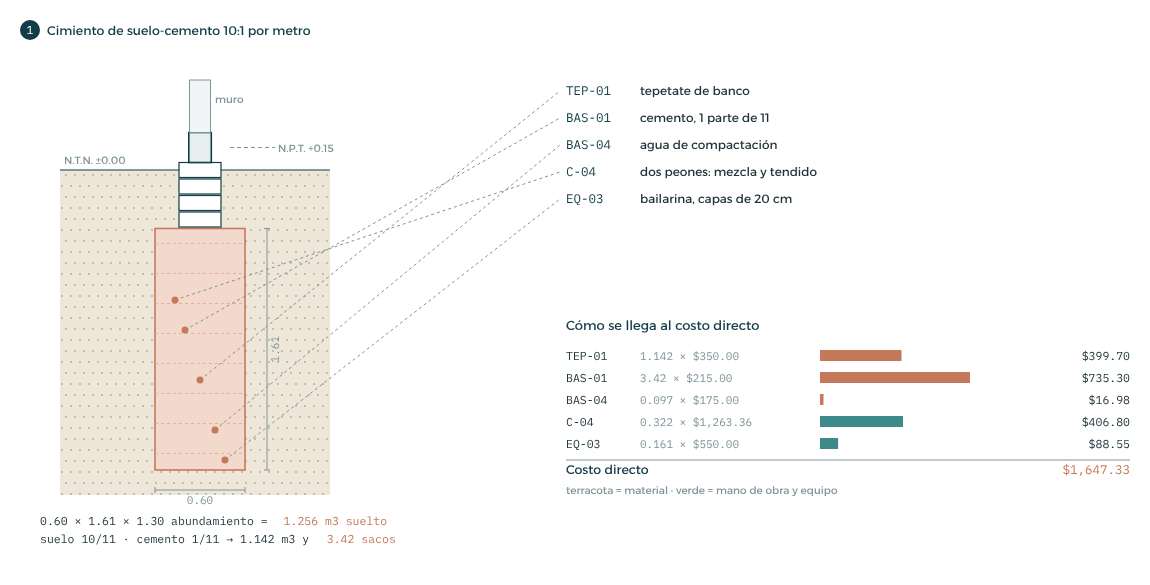 1 Cimiento de suelo-cemento 10:1 por metro
muro
N.P.T. +0.15
N.T.N. ±0.00
1.61
0.60
0.60 × 1.61 × 1.30 abundamiento = 1.256 m3 suelto
suelo 10/11 · cemento 1/11 → 1.142 m3 y 3.42 sacos
TEP-01 tepetate de banco
BAS-01 cemento, 1 parte de 11
BAS-04 agua de compactación
C-04 dos peones: mezcla y tendido
EQ-03 bailarina, capas de 20 cm
Cómo se llega al costo directo
TEP-01 1.142 × $350.00 $399.70
BAS-01 3.42 × $215.00 $735.30
BAS-04 0.097 × $175.00 $16.98
C-04 0.322 × $1,263.36 $406.80
EQ-03 0.161 × $550.00 $88.55
Costo directo $1,647.33
terracota = material · verde = mano de obra y equipo